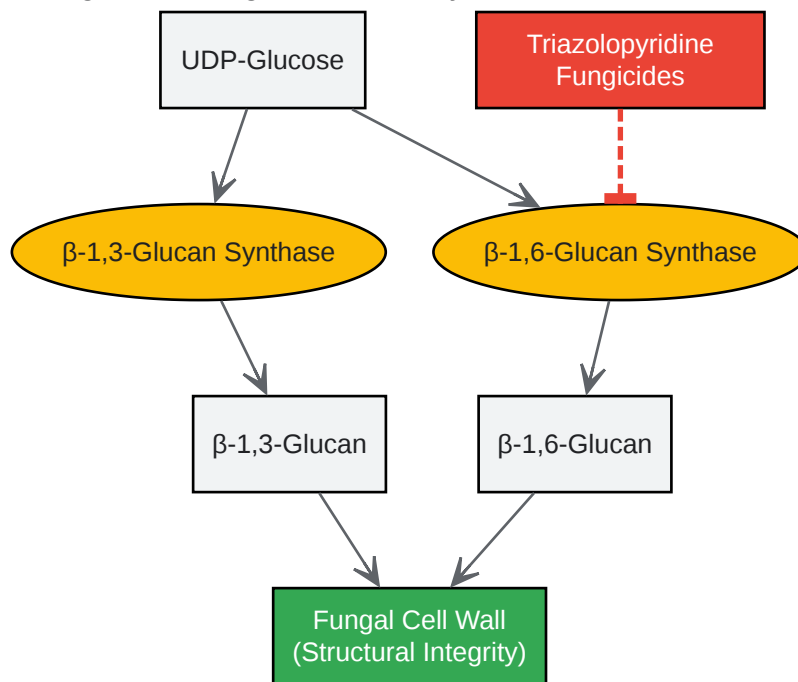 UDP-Glucose
Triazolopyridine
Fungicides
β-1,3-Glucan Synthase
β-1,6-Glucan Synthase
β-1,3-Glucan
β-1,6-Glucan
Fungal Cell Wall
(Structural Integrity)